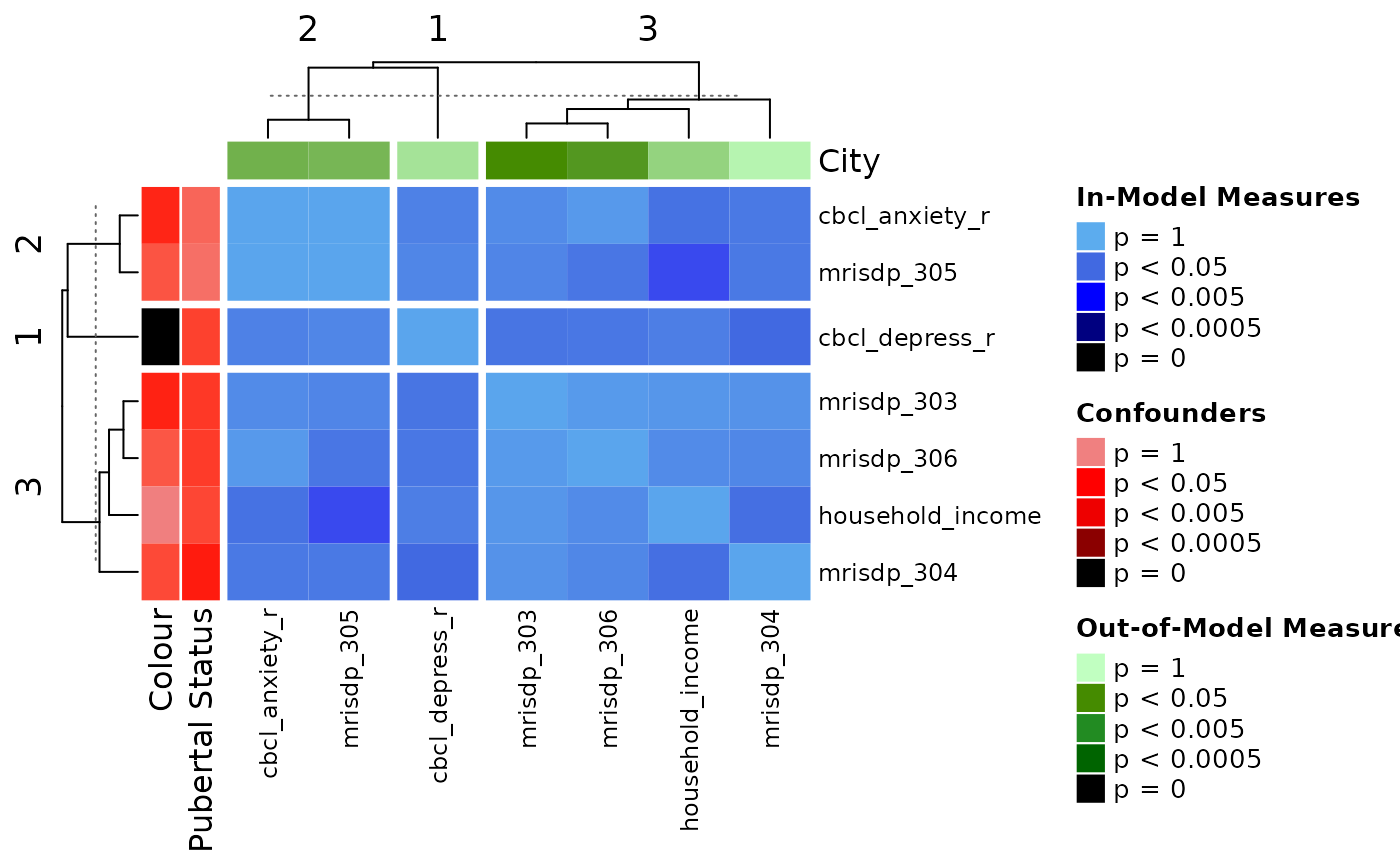 2 1 3
City
2
1
3
cbcl_anxiety_r
mrisdp_305
cbcl_depress_r
mrisdp_303
mrisdp_306
household_income
mrisdp_304
Colour
Pubertal Status
cbcl_anxiety_r
mrisdp_305
cbcl_depress_r
mrisdp_303
mrisdp_306
household_income
mrisdp_304
In-Model Measures
p = 1
p < 0.05
p < 0.005
p < 0.0005
p = 0
Confounders
p = 1
p < 0.05
p < 0.005
p < 0.0005
p = 0
Out-of-Model Measure
p = 1
p < 0.05
p < 0.005
p < 0.0005
p = 0